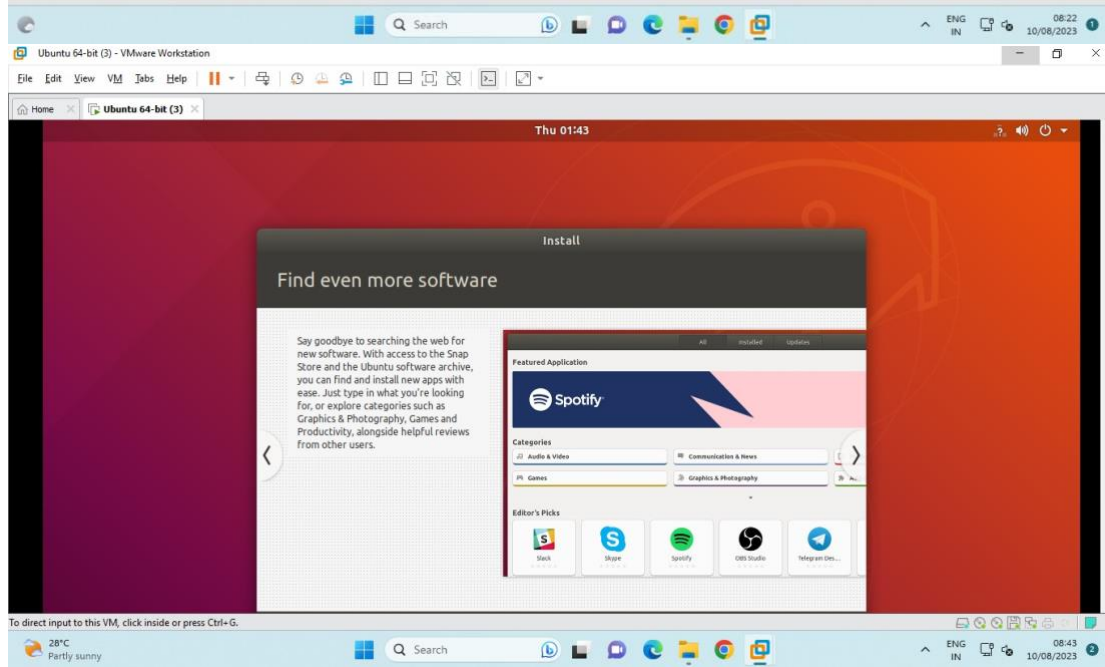 Search
ENG
IN
08:22
10/08/2023
1
Ubuntu 64-bit (3) - VMware Workstation
File Edit View VM Tabs Help
Home
Ubuntu 64-bit (3)
Thu 01:43
Install
Find even more software
Say goodbye to searching the web for
new software. With access to the Snap
Store and the Ubuntu software archive,
you can find and install new apps with
ease. Just type in what you're looking
for, or explore categories such as
Graphics & Photography, Games and
Productivity, alongside helpful reviews
from other users.
All Installed Updates
Featured Application
Spotify
Categories
Audio & Video
Communication & News
Games
Graphics & Photography
Editor's Picks
Slack
Skype
Spotify
OBS Studio
Telegram Des...
To direct input to this VM, click inside or press Ctrl+G.
28°C
Partly sunny
Search
ENG
IN
08:43
10/08/2023
2